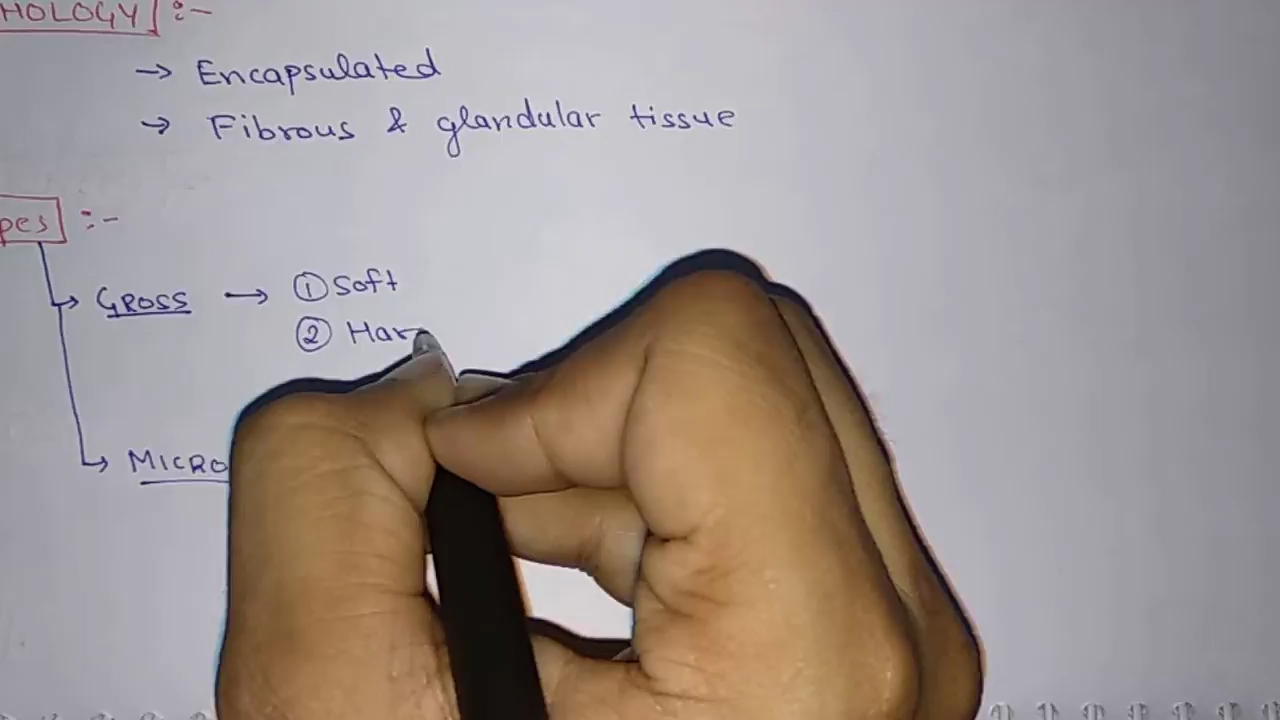 HOLOGY :-
→ Encapsulated
→ Fibrous & glandular tissue
pes :-
→ GROSS → ① Soft
② Har
→ MICRO